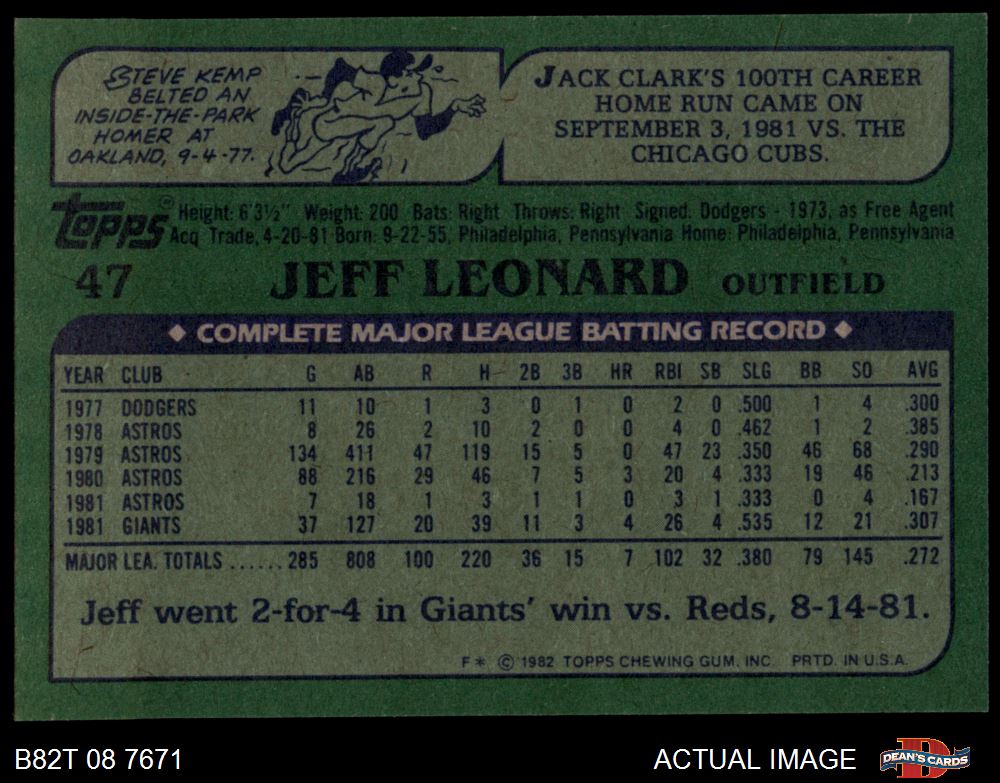 STEVE KEMP
BELTED AN
INSIDE-THE-PARK
HOMER AT
OAKLAND, 9-4-77.
JACK CLARK'S 100TH CAREER
HOME RUN CAME ON
SEPTEMBER 3, 1981 VS. THE
CHICAGO CUBS.
topps®
Height: 6'3½" Weight: 200 Bats: Right Throws: Right Signed: Dodgers - 1973, as Free Agent
Acq Trade, 4-20-81 Born: 9-22-55, Philadelphia, Pennsylvania Home: Philadelphia, Pennsylvania
47 JEFF LEONARD OUTFIELD
◆ COMPLETE MAJOR LEAGUE BATTING RECORD ◆
YEAR CLUB G AB R H 2B 3B HR RBI SB SLG BB SO AVG
1977 DODGERS 11 10 1 3 0 1 0 2 0 .500 1 4 .300
1978 ASTROS 8 26 2 10 2 0 0 4 0 .462 1 2 .385
1979 ASTROS 134 411 47 119 15 5 0 47 23 .350 46 68 .290
1980 ASTROS 88 216 29 46 7 5 3 20 4 .333 19 46 .213
1981 ASTROS 7 18 1 3 1 1 0 3 1 .333 0 4 .167
1981 GIANTS 37 127 20 39 11 3 4 26 4 .535 12 21 .307
MAJOR LEA. TOTALS ...... 285 808 100 220 36 15 7 102 32 .380 79 145 .272
Jeff went 2-for-4 in Giants' win vs. Reds, 8-14-81.
F* © 1982 TOPPS CHEWING GUM, INC. PRTD. IN U.S.A.
B82T 08 7671
ACTUAL IMAGE
DEAN'S CARDS